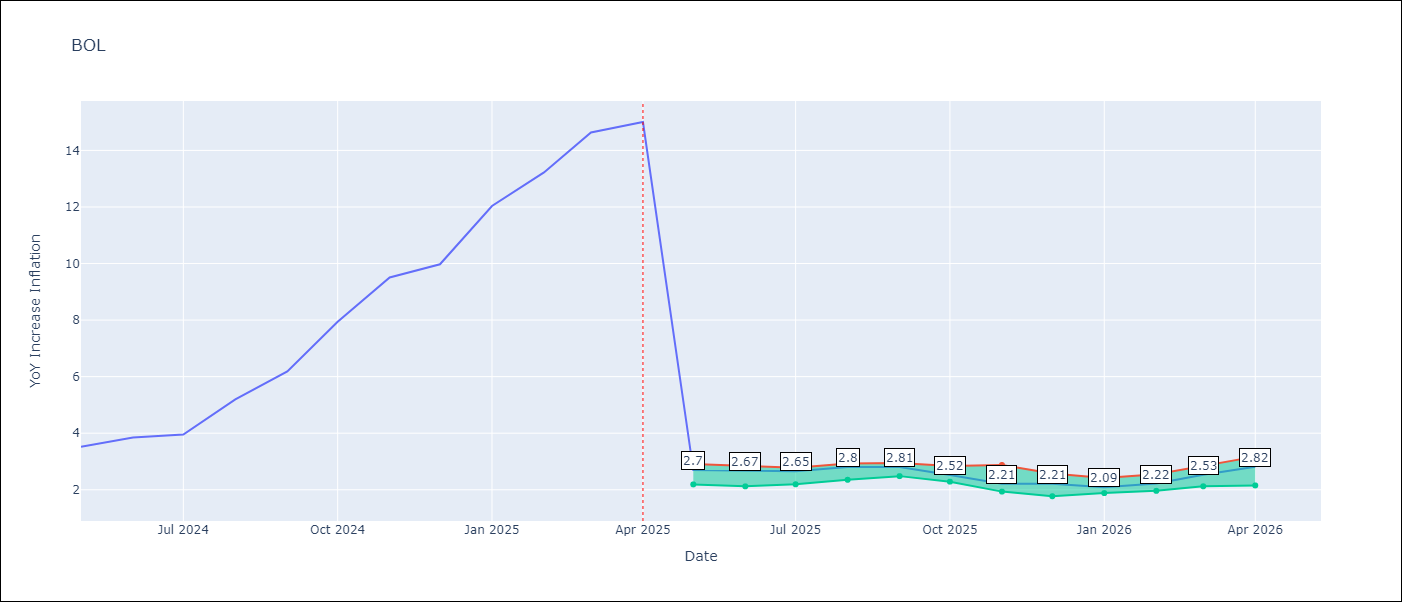 BOL
YoY Increase Inflation
14
12
10
8
6
4
2
2.7
2.67
2.65
2.8
2.81
2.52
2.21
2.21
2.09
2.22
2.53
2.82
Jul 2024
Oct 2024
Jan 2025
Apr 2025
Jul 2025
Oct 2025
Jan 2026
Apr 2026
Date